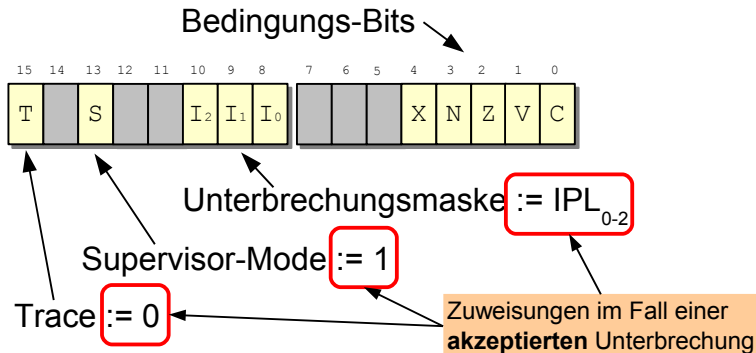 Bedingungs-Bits
15 14 13 12 11 10 9 8 7 6 5 4 3 2 1 0
T S I₂ I₁ I₀ X N Z V C
Unterbrechungsmaske := IPL₀₋₂
Supervisor-Mode := 1
Trace := 0
Zuweisungen im Fall einer
akzeptierten Unterbrechung